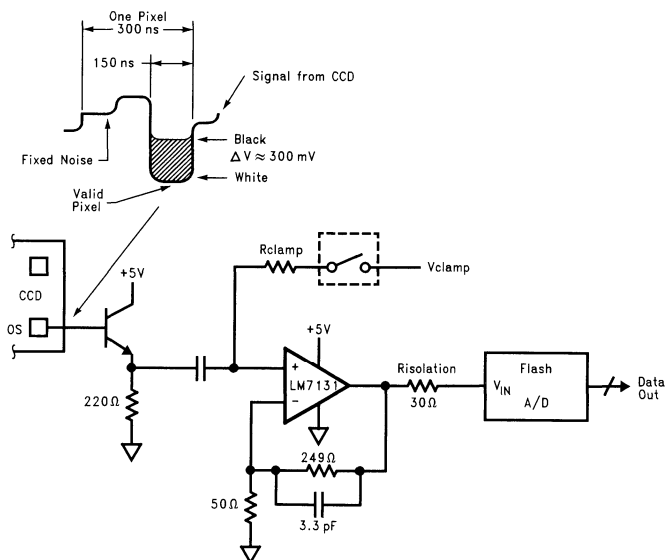 One Pixel
300 ns
150 ns
Signal from CCD
Black
Δ V ≈ 300 mV
White
Fixed Noise
Valid
Pixel
Rclamp
Vclamp
CCD
+5V
OS
+5V
+
LM7131
−
Risolation
30Ω
Flash
VIN
A/D
Data
Out
220Ω
249Ω
50Ω
3.3 pF